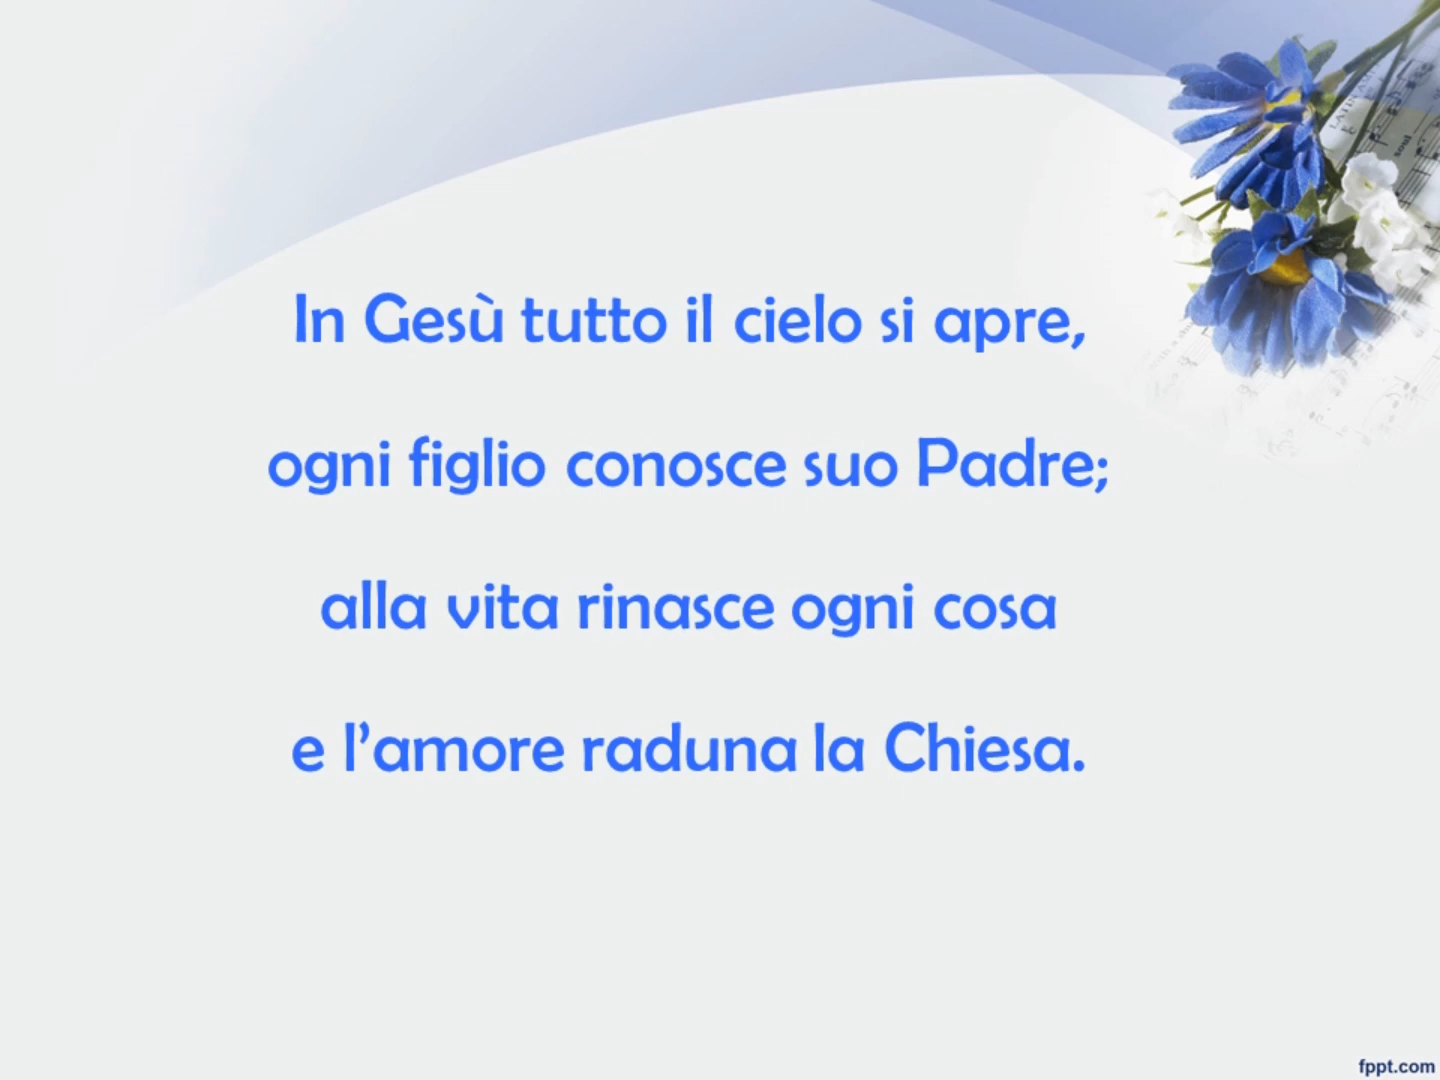 In Gesù tutto il cielo si apre,
ogni figlio conosce suo Padre;
alla vita rinasce ogni cosa
e l’amore raduna la Chiesa.
soul
fppt.com